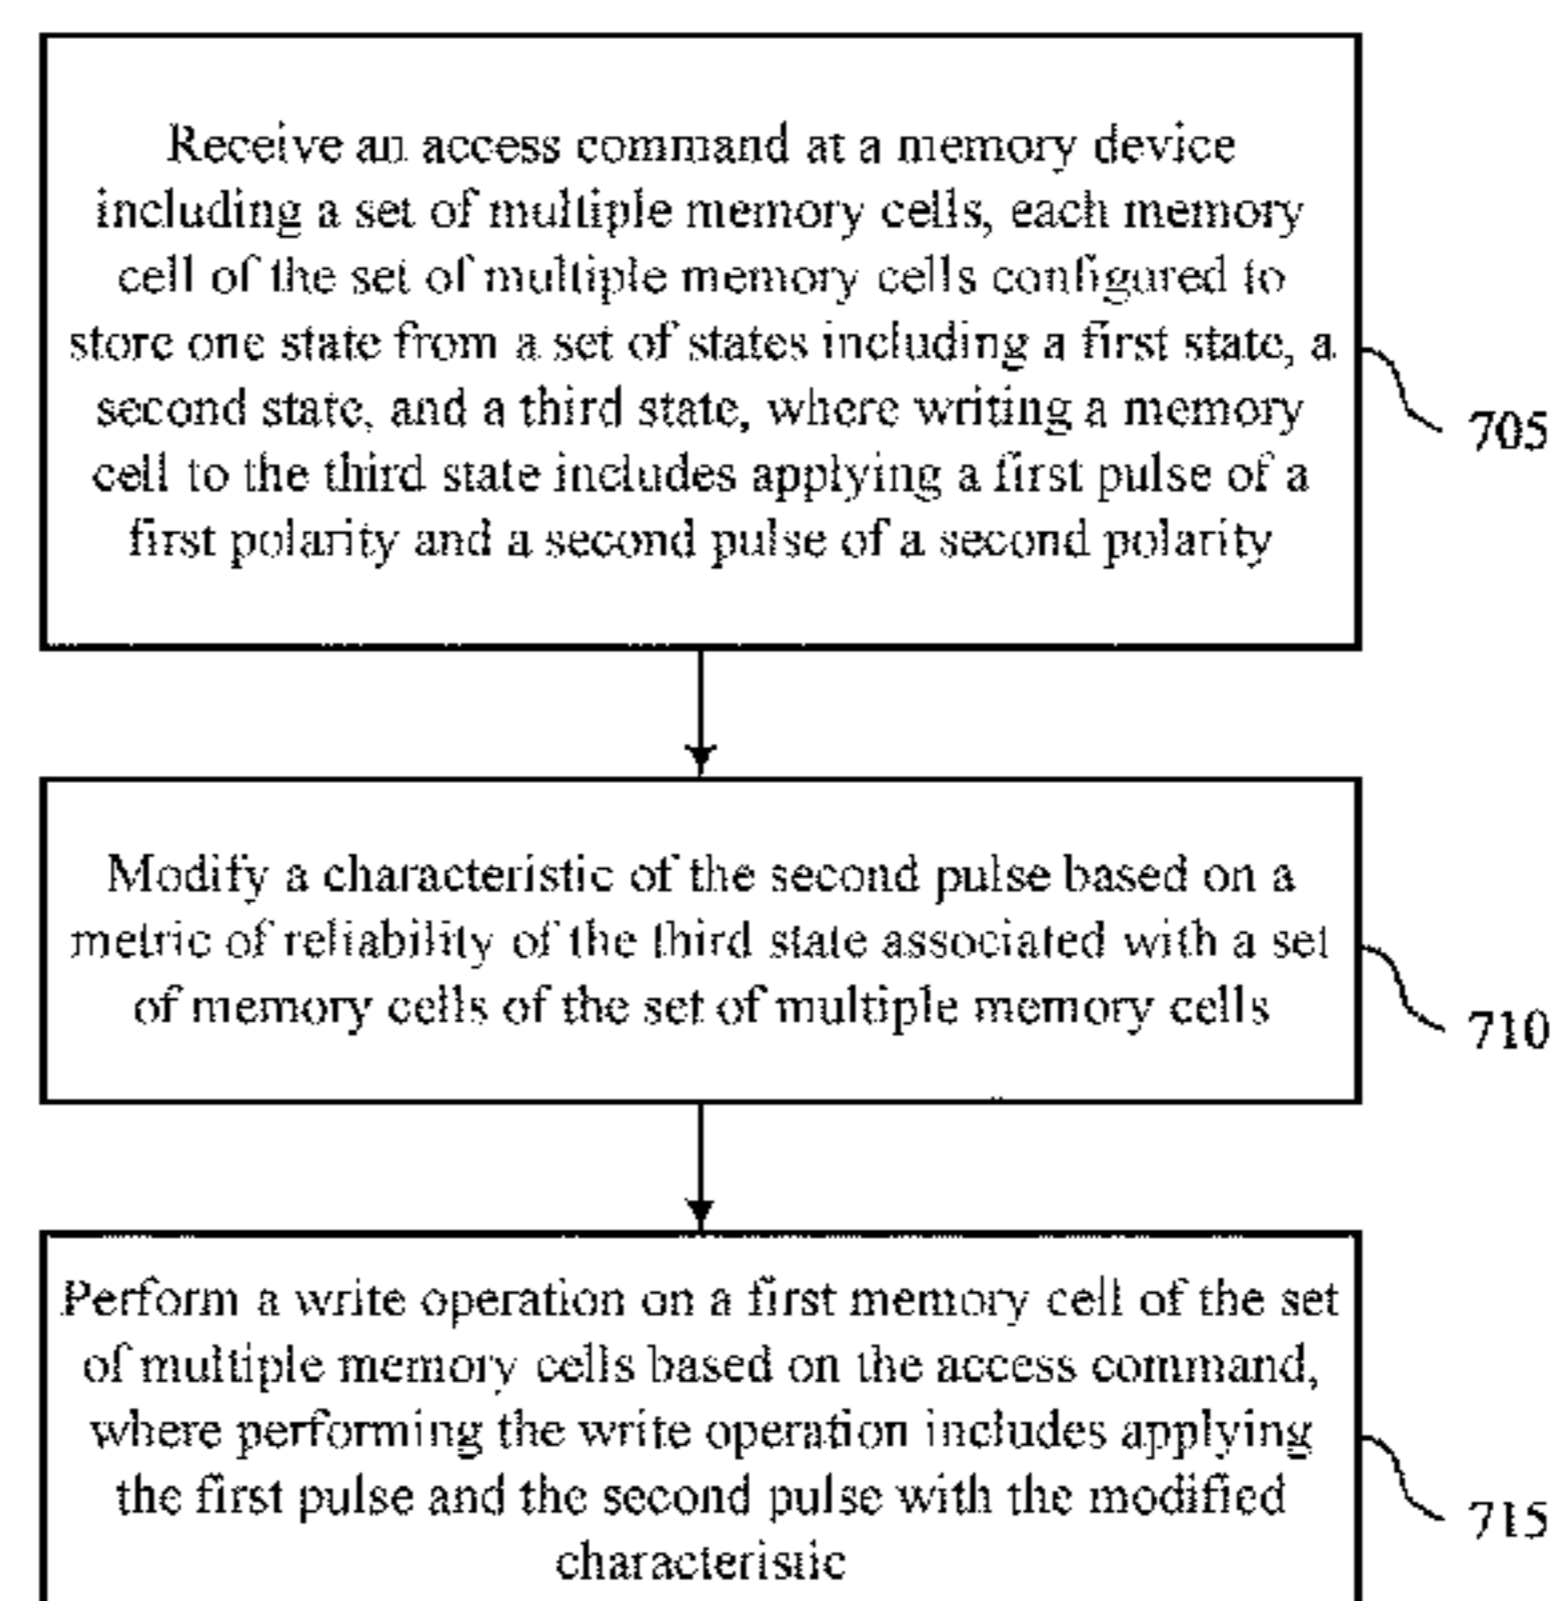 Receive an access command at a memory device
including a set of multiple memory cells, each memory
cell of the set of multiple memory cells configured to
store one state from a set of states including a first state, a
second state, and a third state, where writing a memory
cell to the third state includes applying a first pulse of a
first polarity and a second pulse of a second polarity
705
Modify a characteristic of the second pulse based on a
metric of reliability of the third state associated with a set
of memory cells of the set of multiple memory cells
710
Perform a write operation on a first memory cell of the set
of multiple memory cells based on the access command,
where performing the write operation includes applying
the first pulse and the second pulse with the modified
characteristic
715